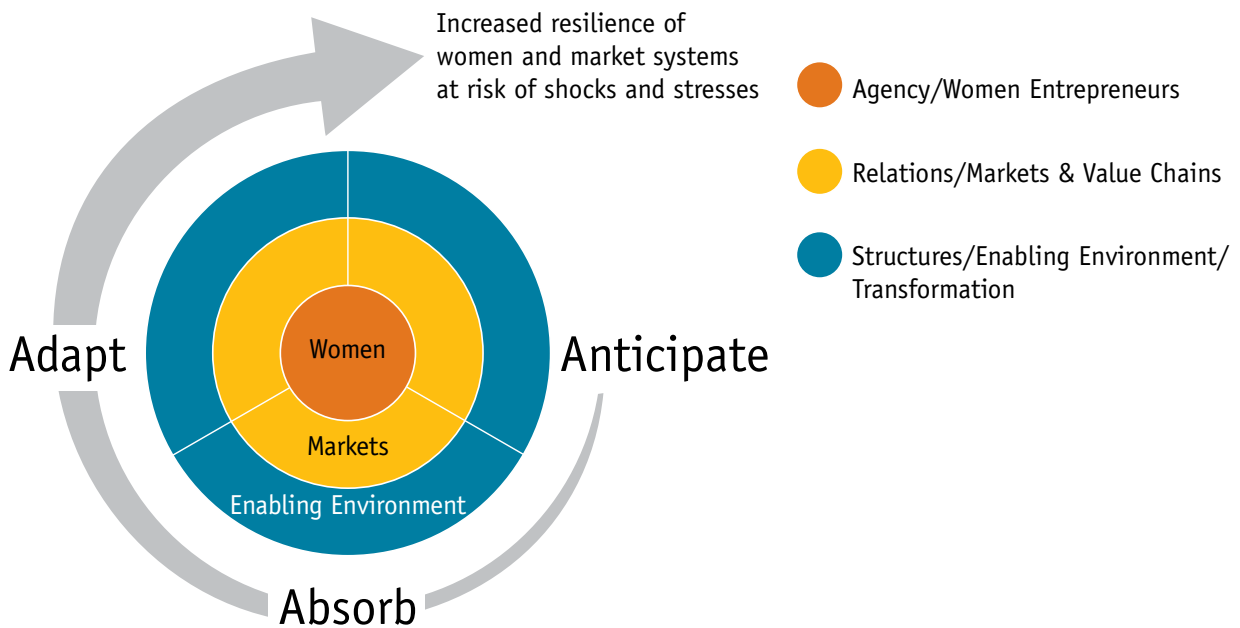 Increased resilience of
women and market systems
at risk of shocks and stresses
Agency/Women Entrepreneurs
Relations/Markets & Value Chains
Structures/Enabling Environment/
Transformation
Adapt
Women
Anticipate
Markets
Enabling Environment
Absorb